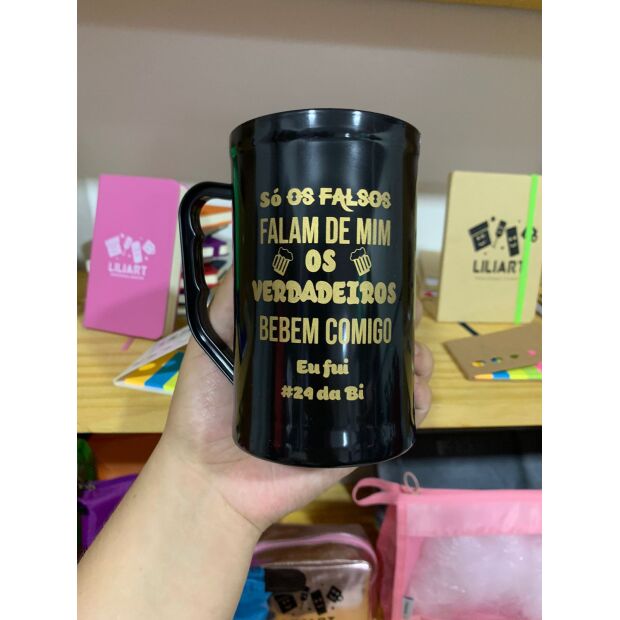 Só OS FALSOS
FALAM DE MIM
OS
VERDADEIROS
BEBEM COMIGO
Eu fui
#24 da Bi
LILIART
LILIART